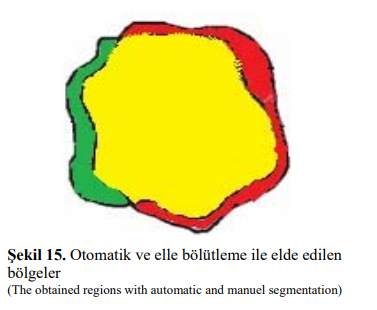 Şekil 15. Otomatik ve elle bölütleme ile elde edilen
bölgeler
(The obtained regions with automatic and manuel segmentation)